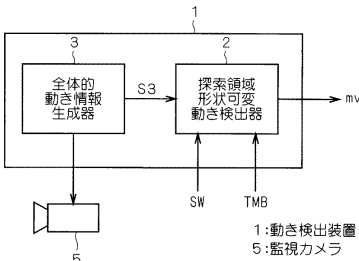 1
3
2
全体的
動き情報
生成器
S3
探索領域
形状可変
動き検出器
mv
SW
TMB
5
1:動き検出装置
5:監視カメラ